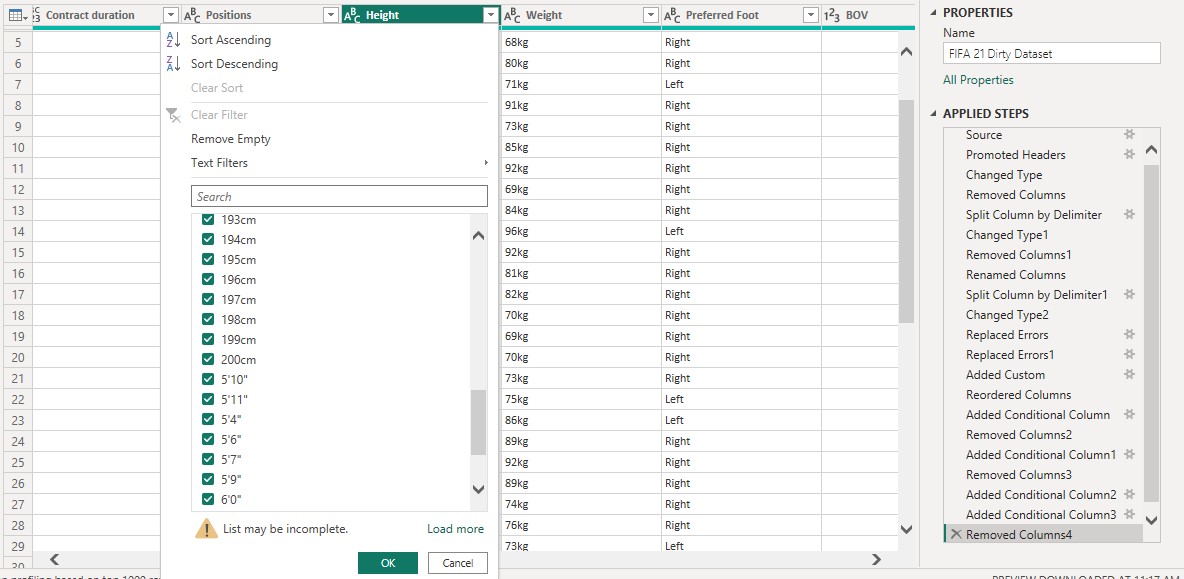 Contract duration
ABC Positions
ABC Height
ABC Weight
ABC Preferred Foot
123 BOV
5 68kg Right
6 80kg Right
7 71kg Left
8 91kg Right
9 73kg Right
10 85kg Right
11 92kg Right
12 69kg Right
13 84kg Right
14 96kg Left
15 92kg Right
16 81kg Right
17 82kg Right
18 70kg Right
19 69kg Right
20 70kg Right
21 73kg Right
22 75kg Left
23 86kg Left
24 89kg Right
25 92kg Right
26 89kg Right
27 74kg Right
28 76kg Right
29 73kg Left
30
Sort Ascending
Sort Descending
Clear Sort
Clear Filter
Remove Empty
Text Filters
Search
193cm
194cm
195cm
196cm
197cm
198cm
199cm
200cm
5'10"
5'11"
5'4"
5'6"
5'7"
5'9"
6'0"
List may be incomplete.
Load more
OK
Cancel
PROPERTIES
Name
FIFA 21 Dirty Dataset
All Properties
APPLIED STEPS
Source
Promoted Headers
Changed Type
Removed Columns
Split Column by Delimiter
Changed Type1
Removed Columns1
Renamed Columns
Split Column by Delimiter1
Changed Type2
Replaced Errors
Replaced Errors1
Added Custom
Reordered Columns
Added Conditional Column
Removed Columns2
Added Conditional Column1
Removed Columns3
Added Conditional Column2
Added Conditional Column3
Removed Columns4
PREVIEW DOWNLOADED AT 11:17 AM